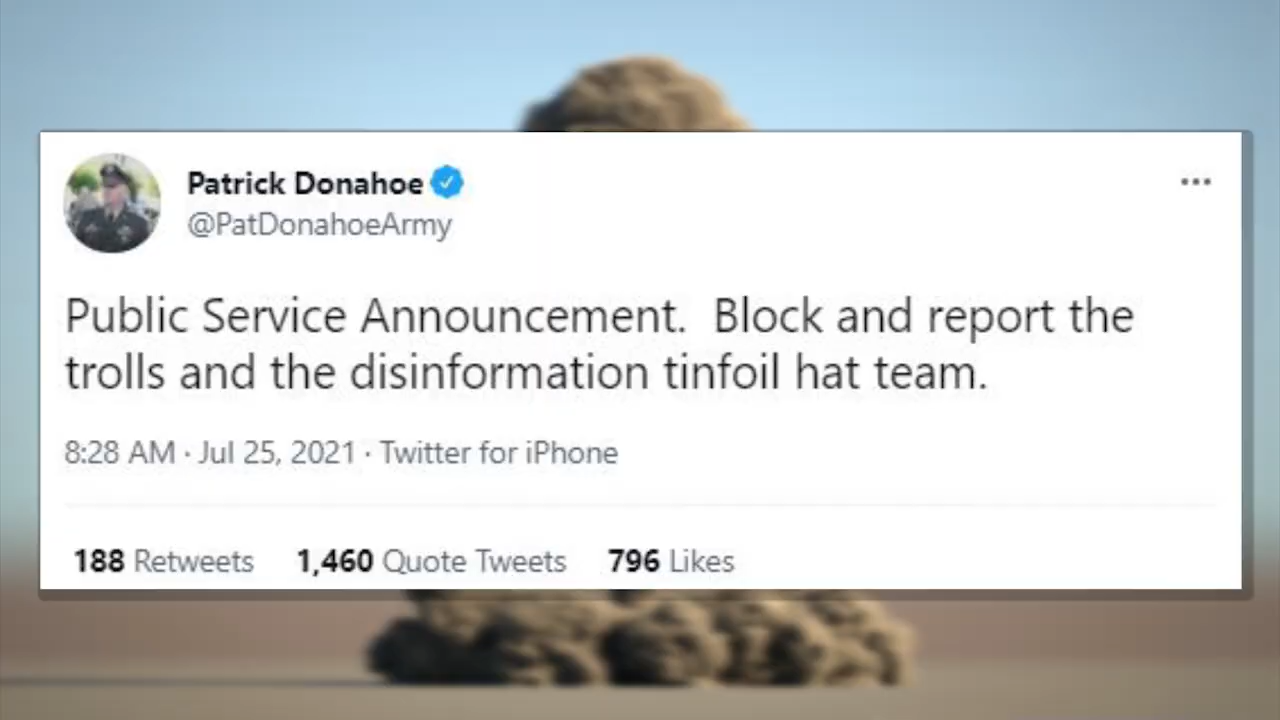 Patrick Donahoe
@PatDonahoeArmy
Public Service Announcement.  Block and report the
trolls and the disinformation tinfoil hat team.
8:28 AM · Jul 25, 2021 · Twitter for iPhone
188 Retweets 1,460 Quote Tweets 796 Likes